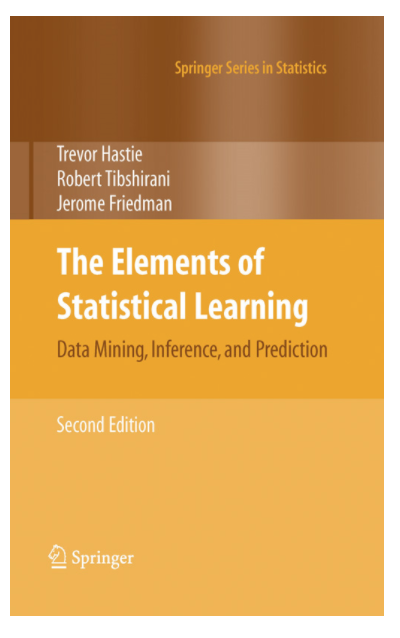 Springer Series in Statistics
Trevor Hastie
Robert Tibshirani
Jerome Friedman
The Elements of
Statistical Learning
Data Mining, Inference, and Prediction
Second Edition
Springer